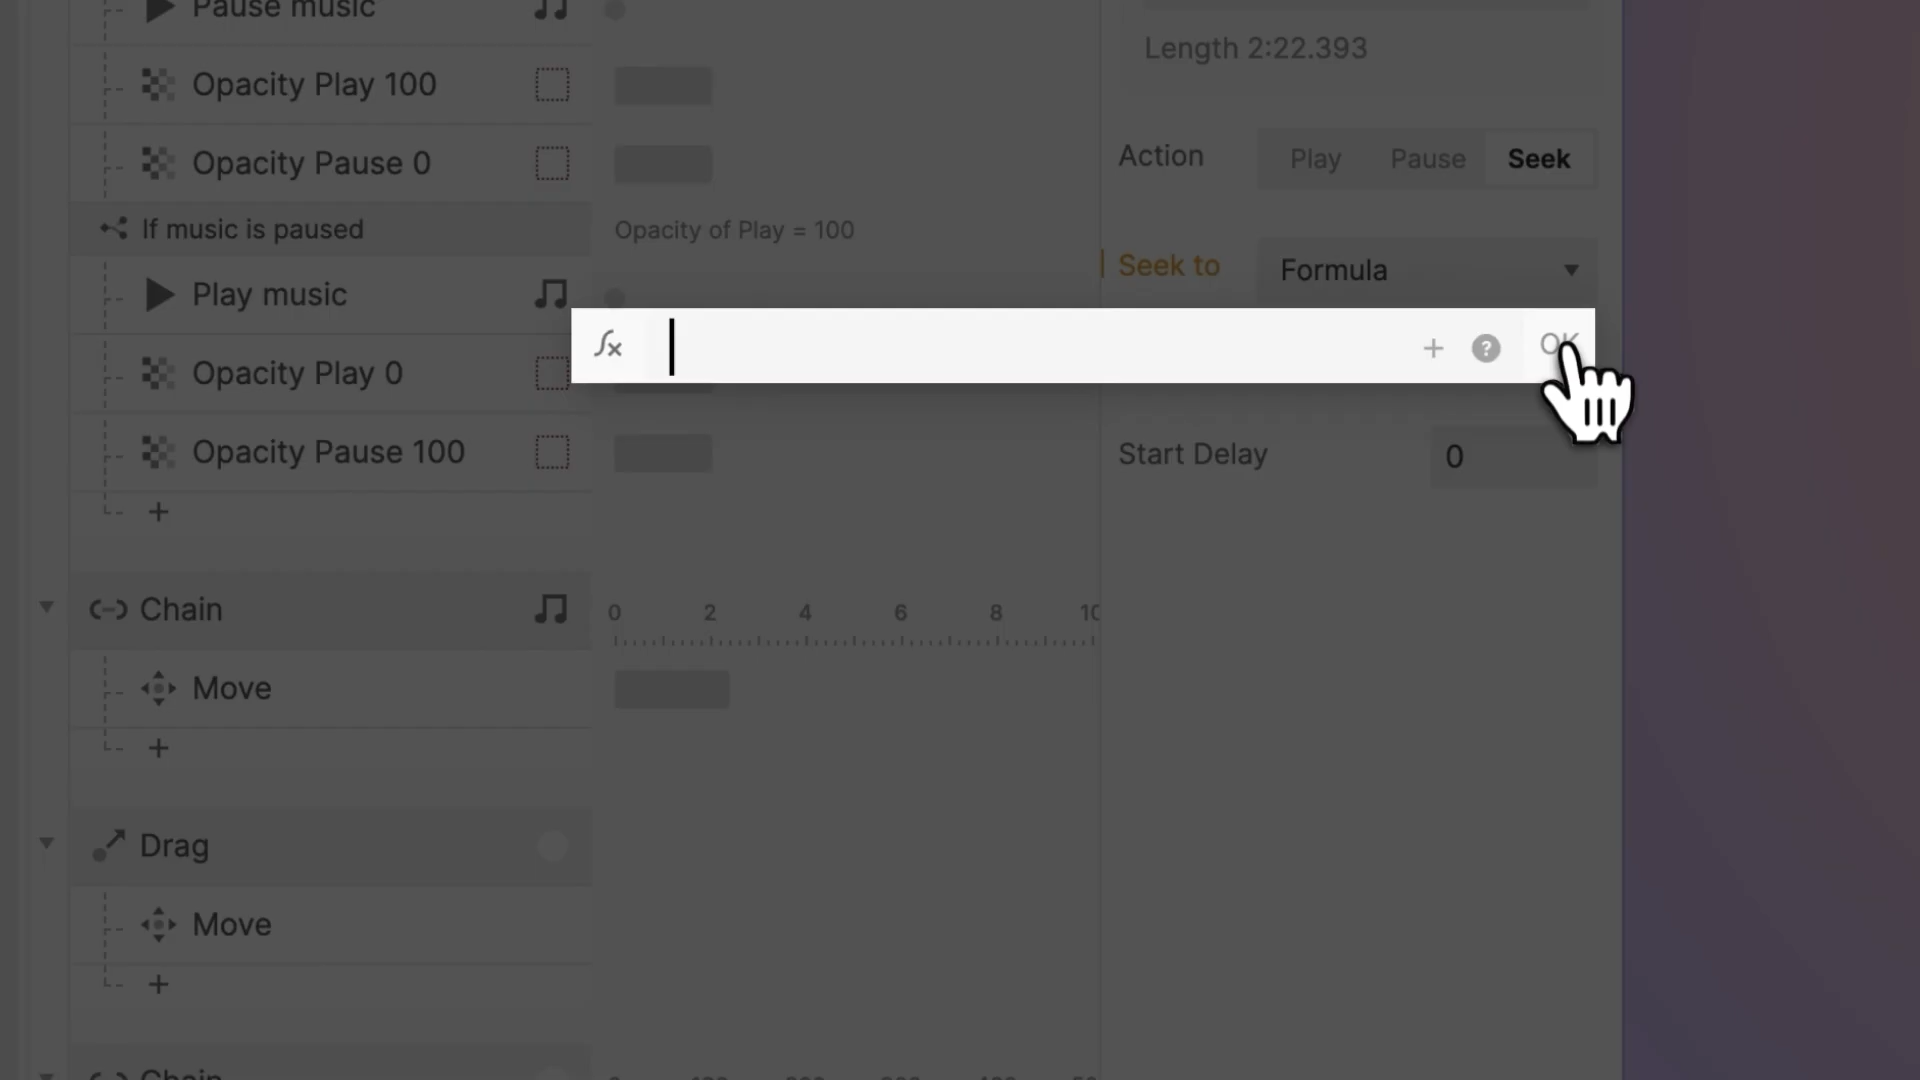 Pause music
Length 2:22.393
Opacity Play 100
Action
Play
Pause
Seek
Opacity Pause 0
If music is paused
Opacity of Play = 100
Seek to
Formula
Play music
OK
Opacity Play 0
Opacity Pause 100
Start Delay
0
Chain
0 2 4 6 8 10
Move
Drag
Move
Chain